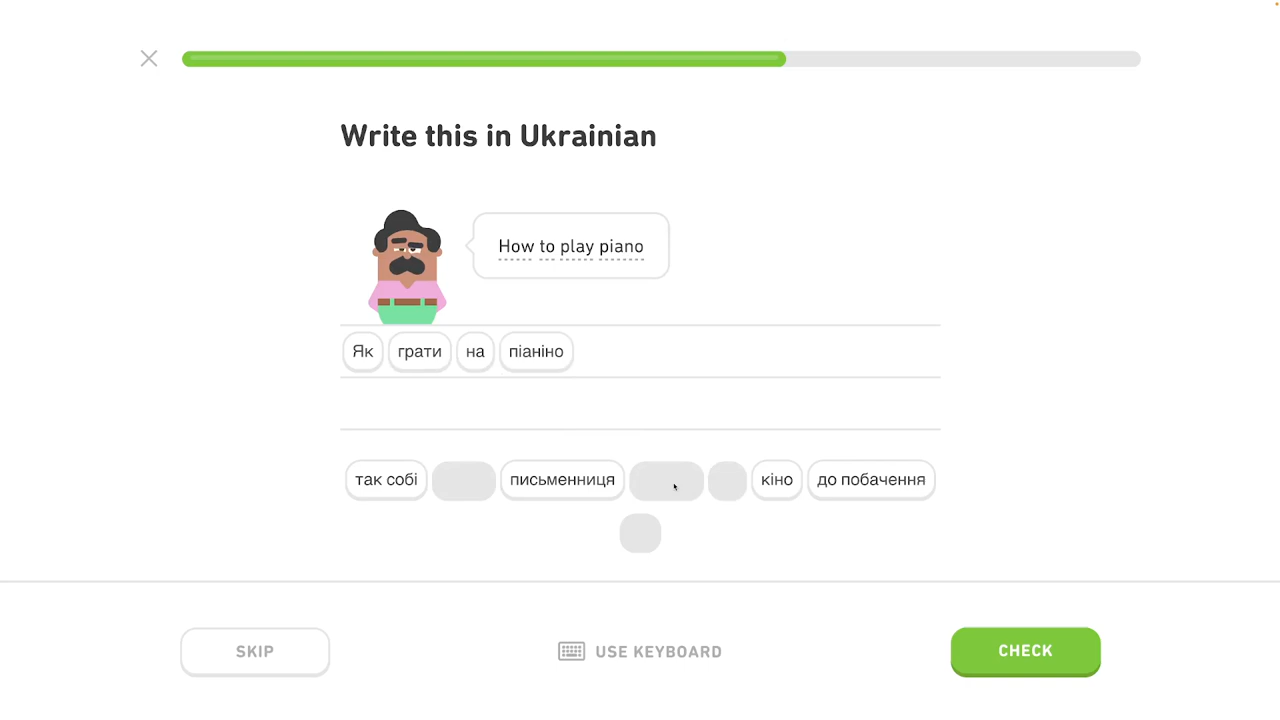 Write this in Ukrainian
How to play piano
Як грати на піаніно
так собі письменниця кіно до побачення
SKIP USE KEYBOARD CHECK